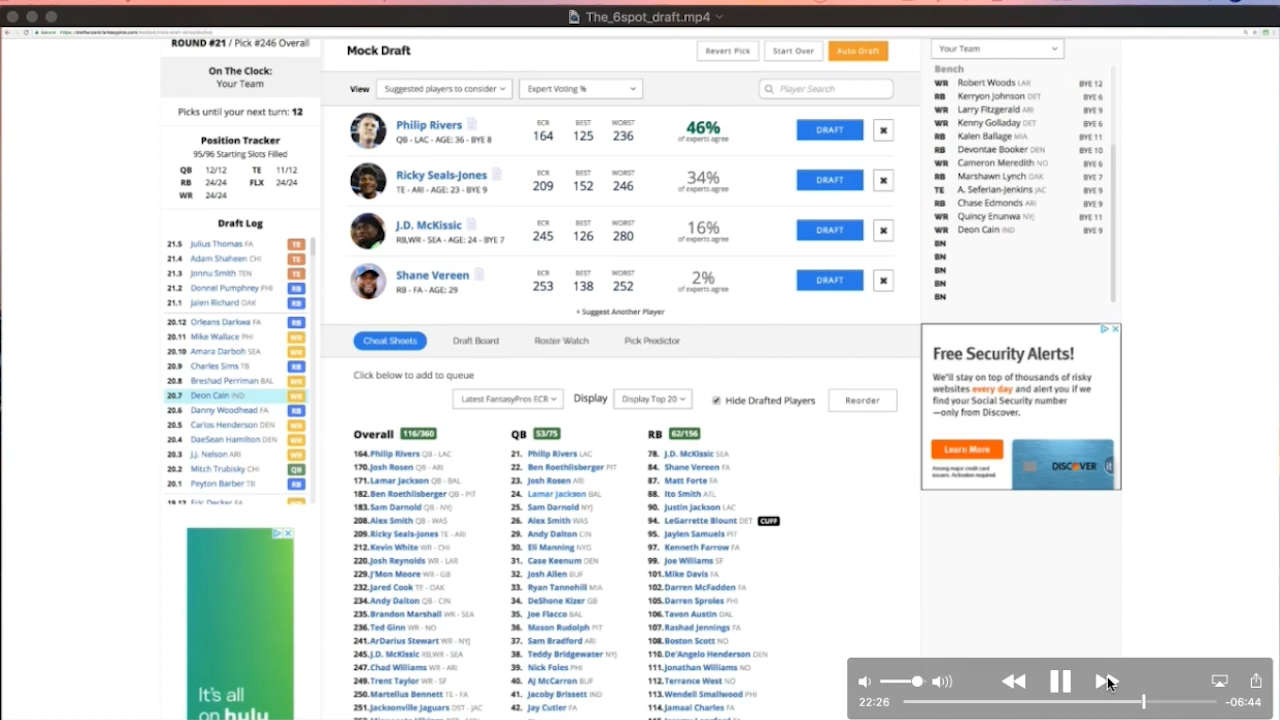 The_6spot_draft.mp4
ROUND #21 / Pick #246 Overall
On The Clock:
Your Team
Picks until your next turn: 12
Position Tracker
95/96 Starting Slots Filled
QB 12/12 TE 11/12
RB 24/24 FLX 24/24
WR 24/24
Draft Log
21.5 Julius Thomas FA TE
21.4 Adam Shaheen CHI TE
21.3 Jonnu Smith TEN TE
21.2 Donnel Pumphrey PHI RB
21.1 Jalen Richard OAK RB
20.12 Orleans Darkwa FA RB
20.11 Mike Wallace PHI WR
20.10 Amara Darboh SEA WR
20.9 Charles Sims TB RB
20.8 Breshad Perriman BAL WR
20.7 Deon Cain IND WR
20.6 Danny Woodhead FA RB
20.5 Carlos Henderson DEN WR
20.4 DaeSean Hamilton DEN WR
20.3 J.J. Nelson ARI WR
20.2 Mitch Trubisky CHI QB
20.1 Peyton Barber TB RB
19.12 Eric Decker FA
It's all
on hulu
Mock Draft
Revert Pick Start Over Auto Draft
View Suggested players to consider Expert Voting % Player Search
Philip Rivers
QB - LAC - AGE: 36 - BYE 8
ECR 164 BEST 125 WORST 236
46%
of experts agree
DRAFT
Ricky Seals-Jones
TE - ARI - AGE: 23 - BYE 9
ECR 209 BEST 152 WORST 246
34%
of experts agree
DRAFT
J.D. McKissic
RB,WR - SEA - AGE: 24 - BYE 7
ECR 245 BEST 126 WORST 280
16%
of experts agree
DRAFT
Shane Vereen
RB - FA - AGE: 29
ECR 253 BEST 138 WORST 252
2%
of experts agree
DRAFT
+ Suggest Another Player
Cheat Sheets Draft Board Roster Watch Pick Predictor
Click below to add to queue
Latest FantasyPros ECR Display Display Top 20 Hide Drafted Players Reorder
Overall 116/360
164. Philip Rivers QB - LAC
170. Josh Rosen QB - ARI
171. Lamar Jackson QB - BAL
182. Ben Roethlisberger QB - PIT
183. Sam Darnold QB - NYJ
208. Alex Smith QB - WAS
209. Ricky Seals-Jones TE - ARI
212. Kevin White WR - CHI
220. Josh Reynolds WR - LAR
229. J'Mon Moore WR - GB
232. Jared Cook TE - OAK
234. Andy Dalton QB - CIN
235. Brandon Marshall WR - SEA
236. Ted Ginn WR - NO
241. ArDarius Stewart WR - NYJ
245. J.D. McKissic RB,WR - SEA
247. Chad Williams WR - ARI
249. Trent Taylor WR - SF
250. Martellus Bennett TE - FA
251. Jacksonville Jaguars DST - JAC
QB 53/75
21. Philip Rivers LAC
22. Ben Roethlisberger PIT
23. Josh Rosen ARI
24. Lamar Jackson BAL
25. Sam Darnold NYJ
26. Alex Smith WAS
29. Andy Dalton CIN
30. Eli Manning NYG
31. Case Keenum DEN
32. Josh Allen BUF
33. Ryan Tannehill MIA
34. DeShone Kizer GB
35. Joe Flacco BAL
36. Mason Rudolph PIT
37. Sam Bradford ARI
38. Teddy Bridgewater NYJ
39. Nick Foles PHI
40. AJ McCarron BUF
41. Jacoby Brissett IND
42. Jay Cutler FA
RB 62/156
78. J.D. McKissic SEA
84. Shane Vereen FA
87. Matt Forte FA
88. Ito Smith ATL
90. Justin Jackson LAC
94. LeGarrette Blount DET CUFF
95. Jaylen Samuels PIT
97. Kenneth Farrow FA
99. Joe Williams SF
101. Mike Davis FA
102. Darren McFadden FA
105. Darren Sproles PHI
106. Tavon Austin DAL
107. Rashad Jennings FA
108. Boston Scott NO
110. De'Angelo Henderson DEN
111. Jonathan Williams NO
112. Terrance West NO
113. Wendell Smallwood PHI
114. Jamaal Charles FA
Your Team
Bench
WR Robert Woods LAR BYE 12
RB Kerryon Johnson DET BYE 6
WR Larry Fitzgerald ARI BYE 9
WR Kenny Golladay DET BYE 6
RB Kalen Ballage MIA BYE 11
RB Devontae Booker DEN BYE 10
WR Cameron Meredith NO BYE 6
RB Marshawn Lynch OAK BYE 7
TE A. Seferian-Jenkins JAC BYE 9
RB Chase Edmonds ARI BYE 9
WR Quincy Enunwa NYJ BYE 11
WR Deon Cain IND BYE 9
BN
BN
BN
BN
BN
Free Security Alerts!
We'll stay on top of thousands of risky
websites every day and alert you if we
find your Social Security number
—only from Discover.
Learn More
DISCOVER it
22:26 -06:44